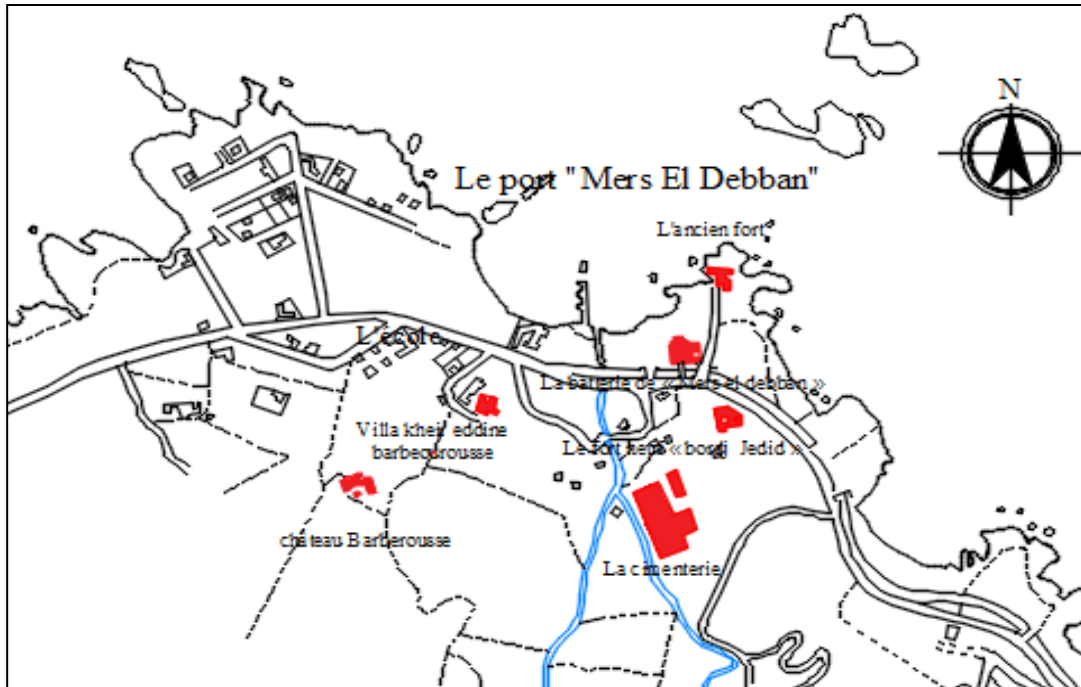 N
Le port "Mers El Debban"
L'ancien fort
L'école
La batterie de «Mers el debban »
Villa kheir eddine
barbeourousse
Le fort «bordj Jedid »
château Barberousse
La cimenterie